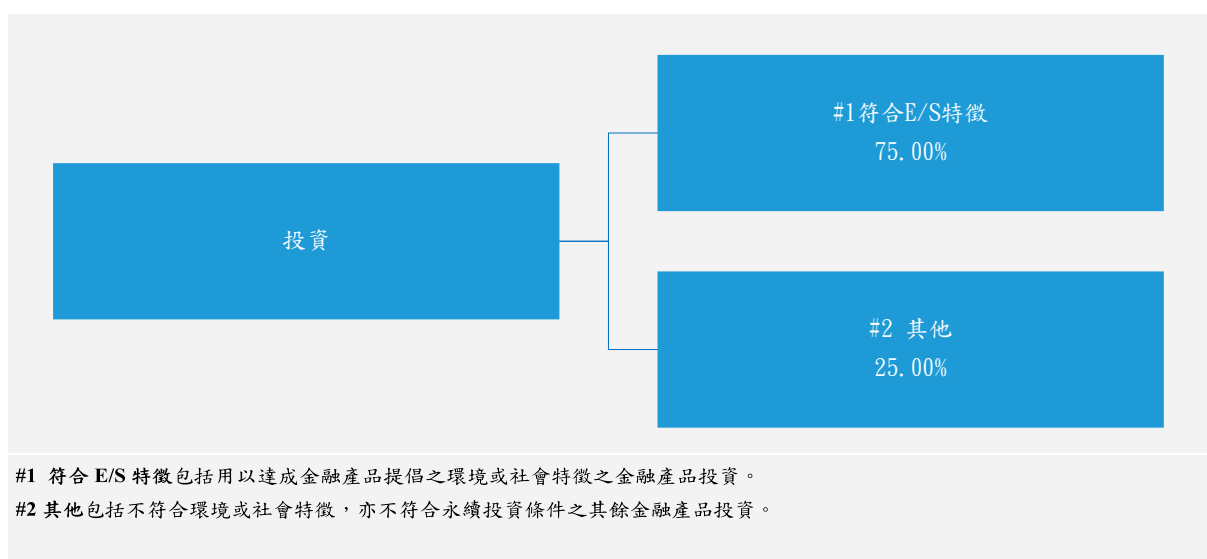 #1符合E/S特徵
75.00%
投資
#2 其他
25.00%
#1 符合 E/S 特徵包括用以達成金融產品提倡之環境或社會特徵之金融產品投資。
#2 其他包括不符合環境或社會特徵，亦不符合永續投資條件之其餘金融產品投資。